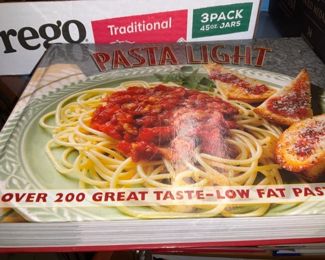 rego
Traditional
3PACK
45oz. JARS
PASTA LIGHT
OVER 200 GREAT TASTE-LOW FAT PAS